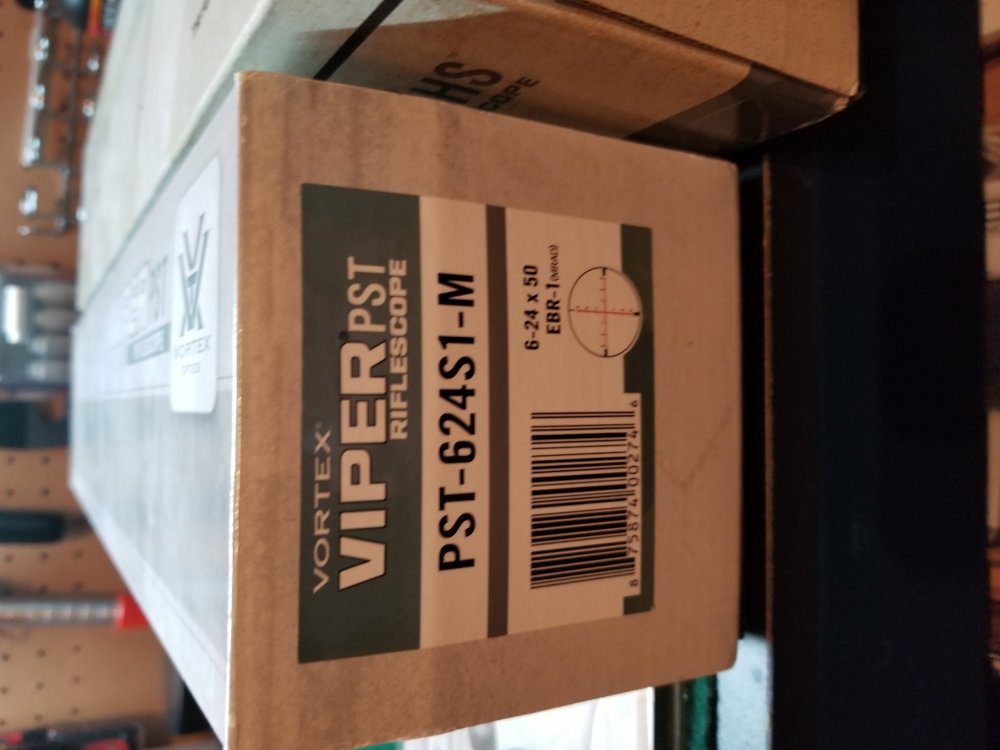 VORTEX®
VIPER® PST
RIFLESCOPE
PST-624S1-M
6-24 x 50
EBR-1 (MRAD)
8 75874 00274 6
VORTEX
OPTICS
PST
HS